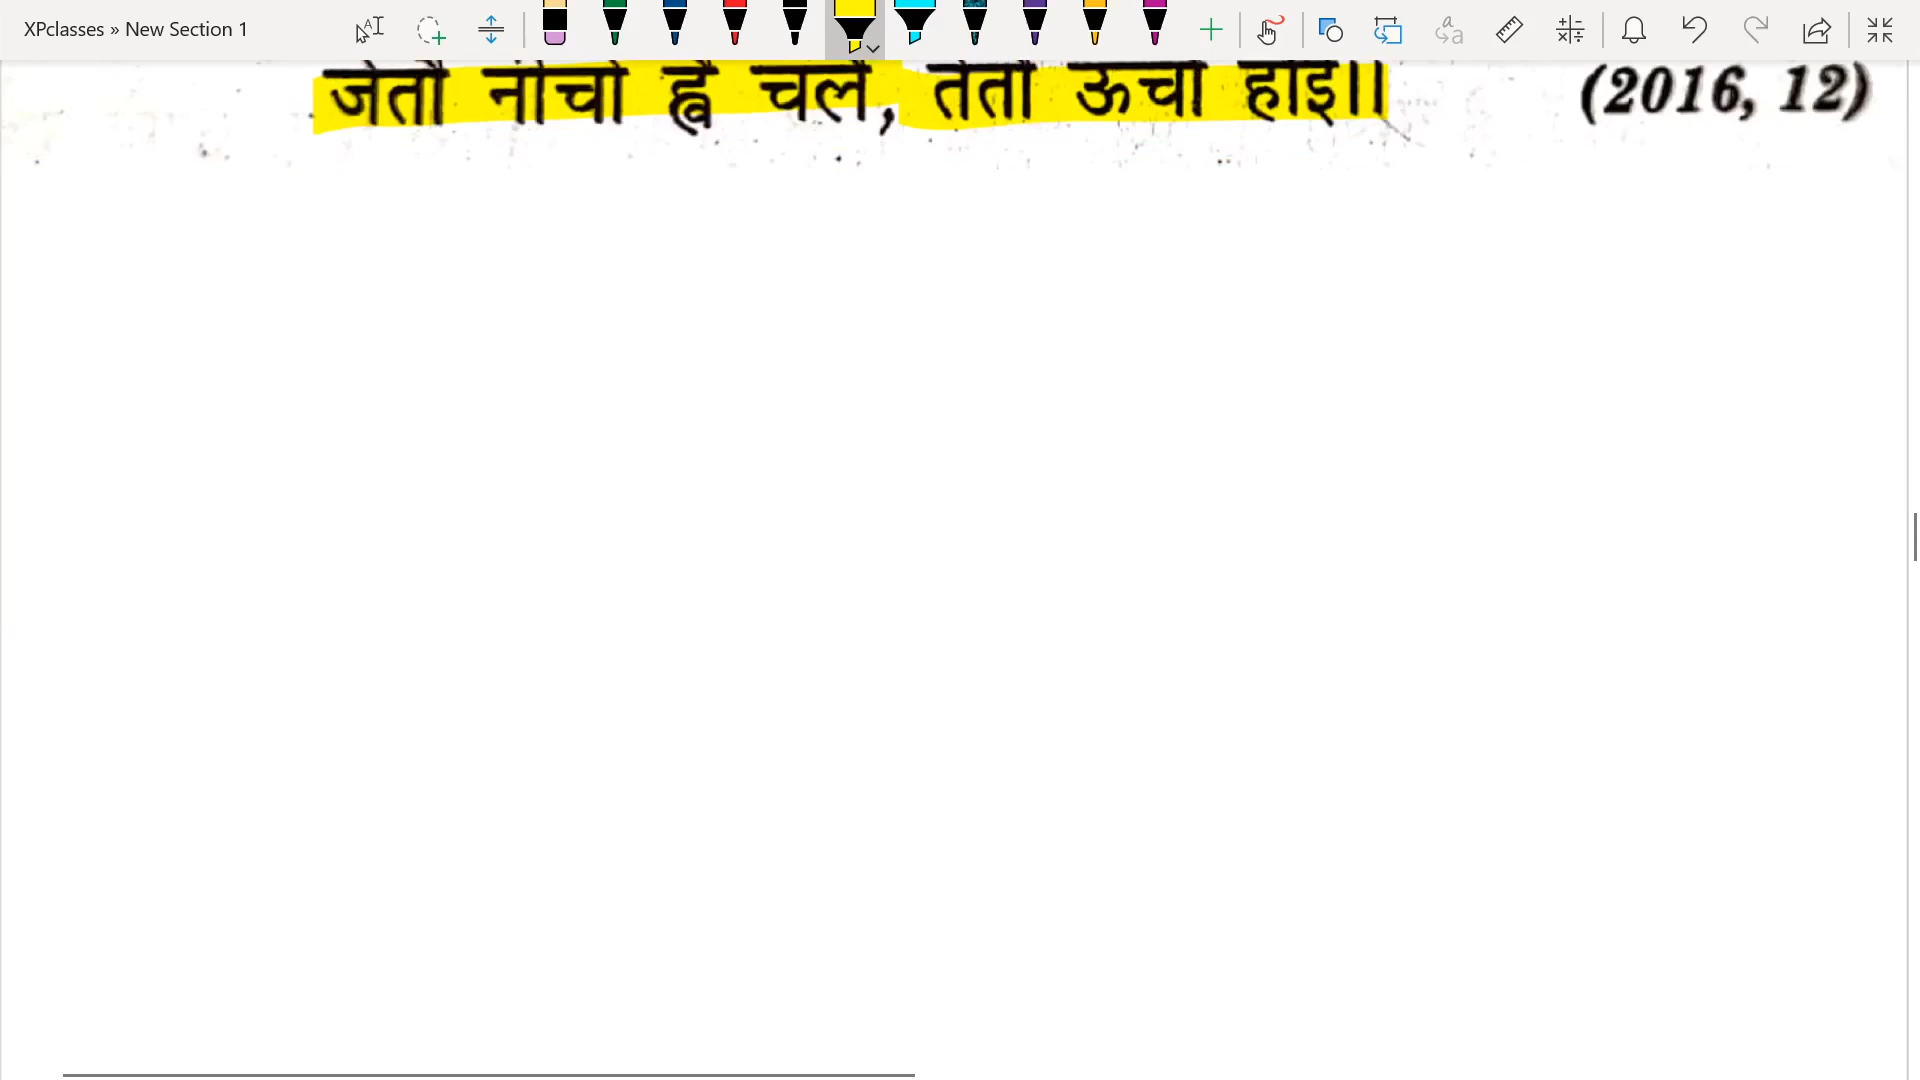 XPclasses » New Section 1
जेतौ नीचो ह्वै चलै, तेतौ ऊँचो होइ।। (2016, 12)